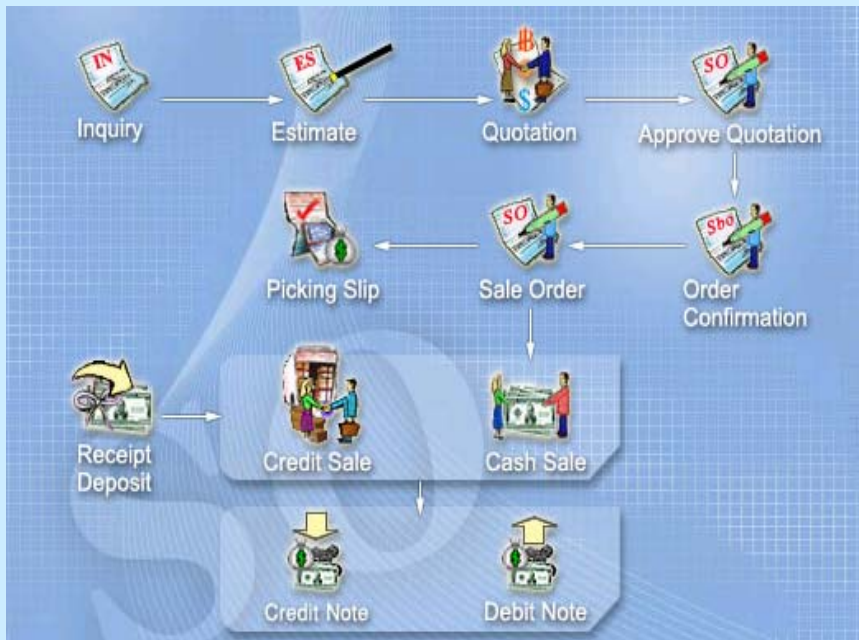 IN
ES
฿
$
SO
Inquiry
Estimate
Quotation
Approve Quotation
SO
Sbo
Picking Slip
Sale Order
Order
Confirmation
Receipt
Deposit
Credit Sale
Cash Sale
SO
Credit Note
Debit Note